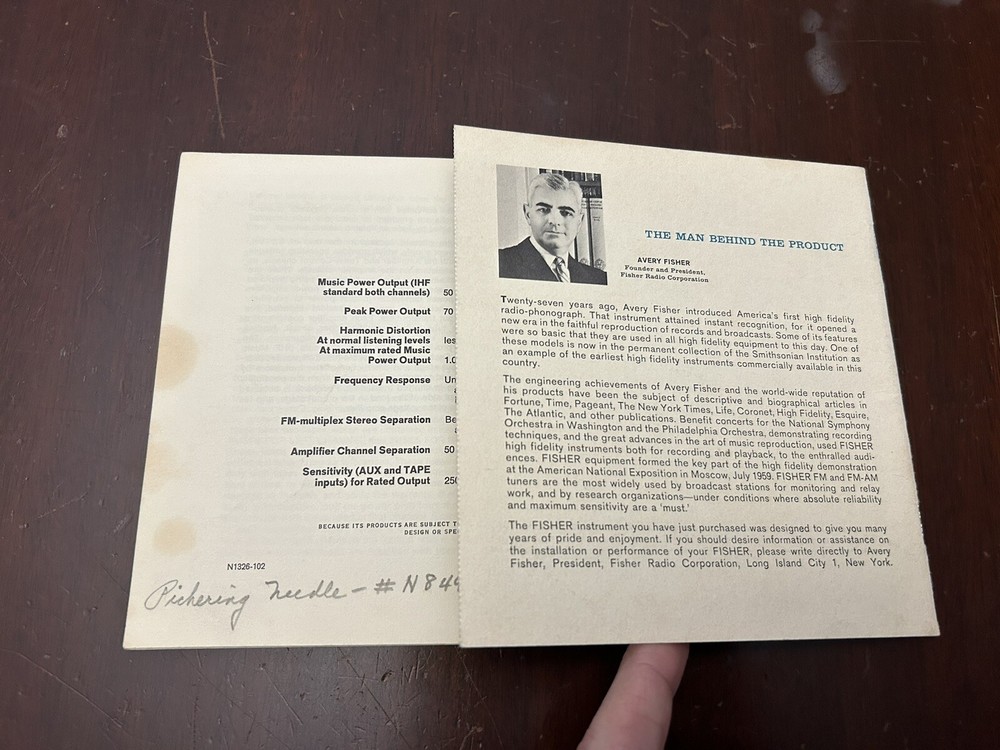 Music Power Output (IHF
standard both channels) 50
Peak Power Output 70
Harmonic Distortion
At normal listening levels
At maximum rated Music
Power Output
Frequency Response
FM-multiplex Stereo Separation
Amplifier Channel Separation 50
Sensitivity (AUX and TAPE
inputs) for Rated Output
BECAUSE ITS PRODUCTS ARE SUBJECT
DESIGN OR
N1326-102
Pickering Needle - #
THE MAN BEHIND THE PRODUCT
AVERY FISHER
Founder and President,
Fisher Radio Corporation
Twenty-seven years ago, Avery Fisher introduced America's first high fidelity
radio-phonograph. That instrument attained instant recognition, for it opened a
new era in the faithful reproduction of records and broadcasts. Some of its features
were so basic that they are used in all high fidelity equipment to this day. One of
these models is now in the permanent collection of the Smithsonian Institution as
an example of the earliest high fidelity instruments commercially available in this
country.
The engineering achievements of Avery Fisher and the world-wide reputation of
his products have been the subject of descriptive and biographical articles in
Fortune, Time, Pageant, The New York Times, Life, Coronet, High Fidelity, Esquire,
The Atlantic, and other publications. Benefit concerts for the National Symphony
Orchestra in Washington and the Philadelphia Orchestra, demonstrating recording
techniques, and the great advances in the art of music reproduction, used FISHER
high fidelity instruments both for recording and playback, to the enthralled audi-
ences. FISHER equipment formed the key part of the high fidelity demonstration
at the American National Exposition in Moscow, July 1959. FISHER FM and FM-AM
tuners are the most widely used by broadcast stations for monitoring and relay
work, and by research organizations—under conditions where absolute reliability
and maximum sensitivity are a 'must.'
The FISHER instrument you have just purchased was designed to give you many
years of pride and enjoyment. If you should desire information or assistance on
the installation or performance of your FISHER, please write directly to Avery
Fisher, President, Fisher Radio Corporation, Long Island City 1, New York.